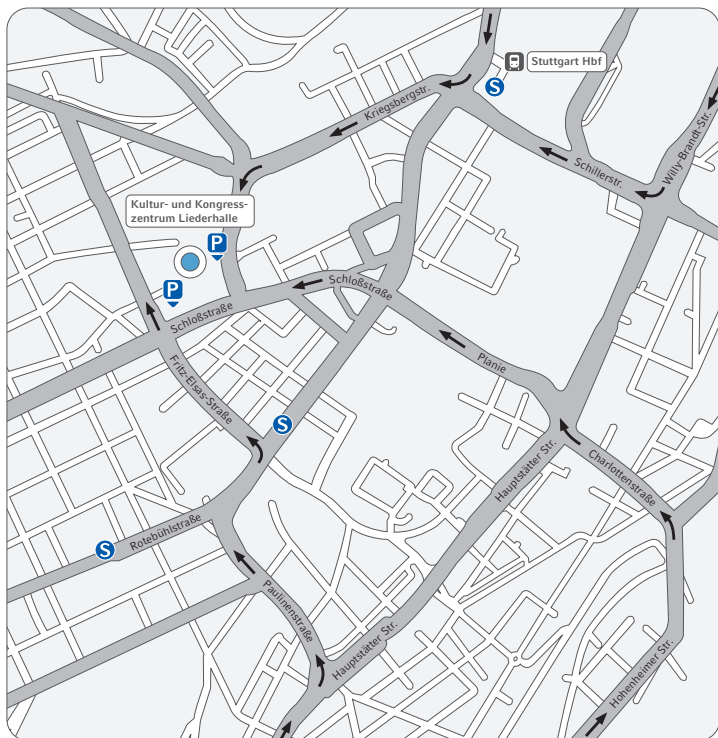 Stuttgart Hbf
S
Kriegsbergstr.
Willy-Brandt-Str.
Schillerstr.
Kultur- und Kongress-
zentrum Liederhalle
P
P
Schloßstraße
Schloßstraße
Planie
Fritz-Elsas-Straße
S
Hauptstätter Str.
Charlottenstraße
Rotebühlstraße
S
Paulinenstraße
Hauptstätter Str.
Hohenheimer Str.